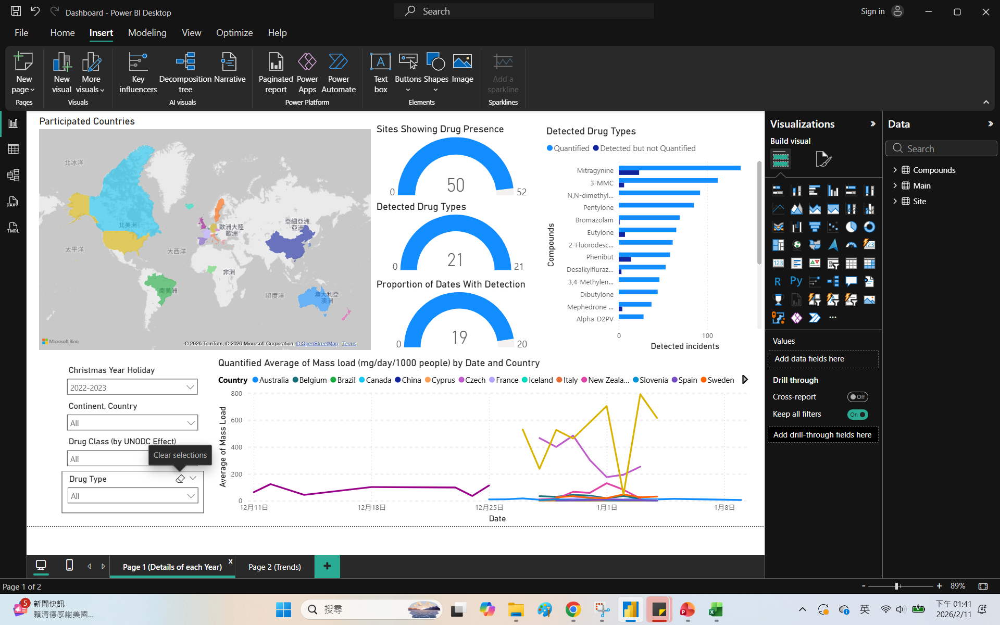 Dashboard - Power BI Desktop
Search
Sign in
File
Home
Insert
Modeling
View
Optimize
Help
New page
New visual
More visuals
Key influencers
Decomposition tree
Narrative
Paginated report
Power Apps
Power Automate
Text box
Buttons
Shapes
Image
Add a sparkline
Pages
Visuals
AI visuals
Power Platform
Elements
Sparklines
DAX
TMDL
Participated Countries
北冰洋
北美洲
太平洋
大西洋
歐洲大陸
歐洲
亞細亞洲
亞洲
非洲
南美洲
印度洋
澳大利亞
澳洲
Microsoft Bing
© 2026 TomTom, © 2026 Microsoft Corporation, © OpenStreetMap Terms
Sites Showing Drug Presence
50
0
52
Detected Drug Types
21
0
21
Proportion of Dates With Detection
19
0
20
Detected Drug Types
Quantified
Detected but not Quantified
Compounds
Mitragynine
3-MMC
N,N-dimethyl...
Pentylone
Bromazolam
Eutylone
2-Fluorodesc...
Phenibut
Desalkylfluraz...
3,4-Methylen...
Dibutylone
Mephedrone ...
Alpha-D2PV
0
100
Detected incidents
Christmas Year Holiday
2022-2023
Continent, Country
All
Drug Class (by UNODC Effect)
All
Clear selections
Drug Type
All
Quantified Average of Mass load (mg/day/1000 people) by Date and Country
Country Australia Belgium Brazil Canada China Cyprus Czech France Iceland Italy New Zeala... Slovenia Spain Sweden
Average of Mass Load
800
600
400
200
0
12月11日
12月18日
12月25日
1月1日
1月8日
Date
Visualizations
Build visual
123
123
R
Py
Values
Add data fields here
Drill through
Cross-report
Off
Keep all filters
On
Add drill-through fields here
Data
Search
Compounds
Main
Site
Page 1 (Details of each Year)
x
Page 2 (Trends)
+
Page 1 of 2
- + 89%
5
新聞快訊
賴清德感謝美國...
搜尋
英
下午 01:41
2026/2/11